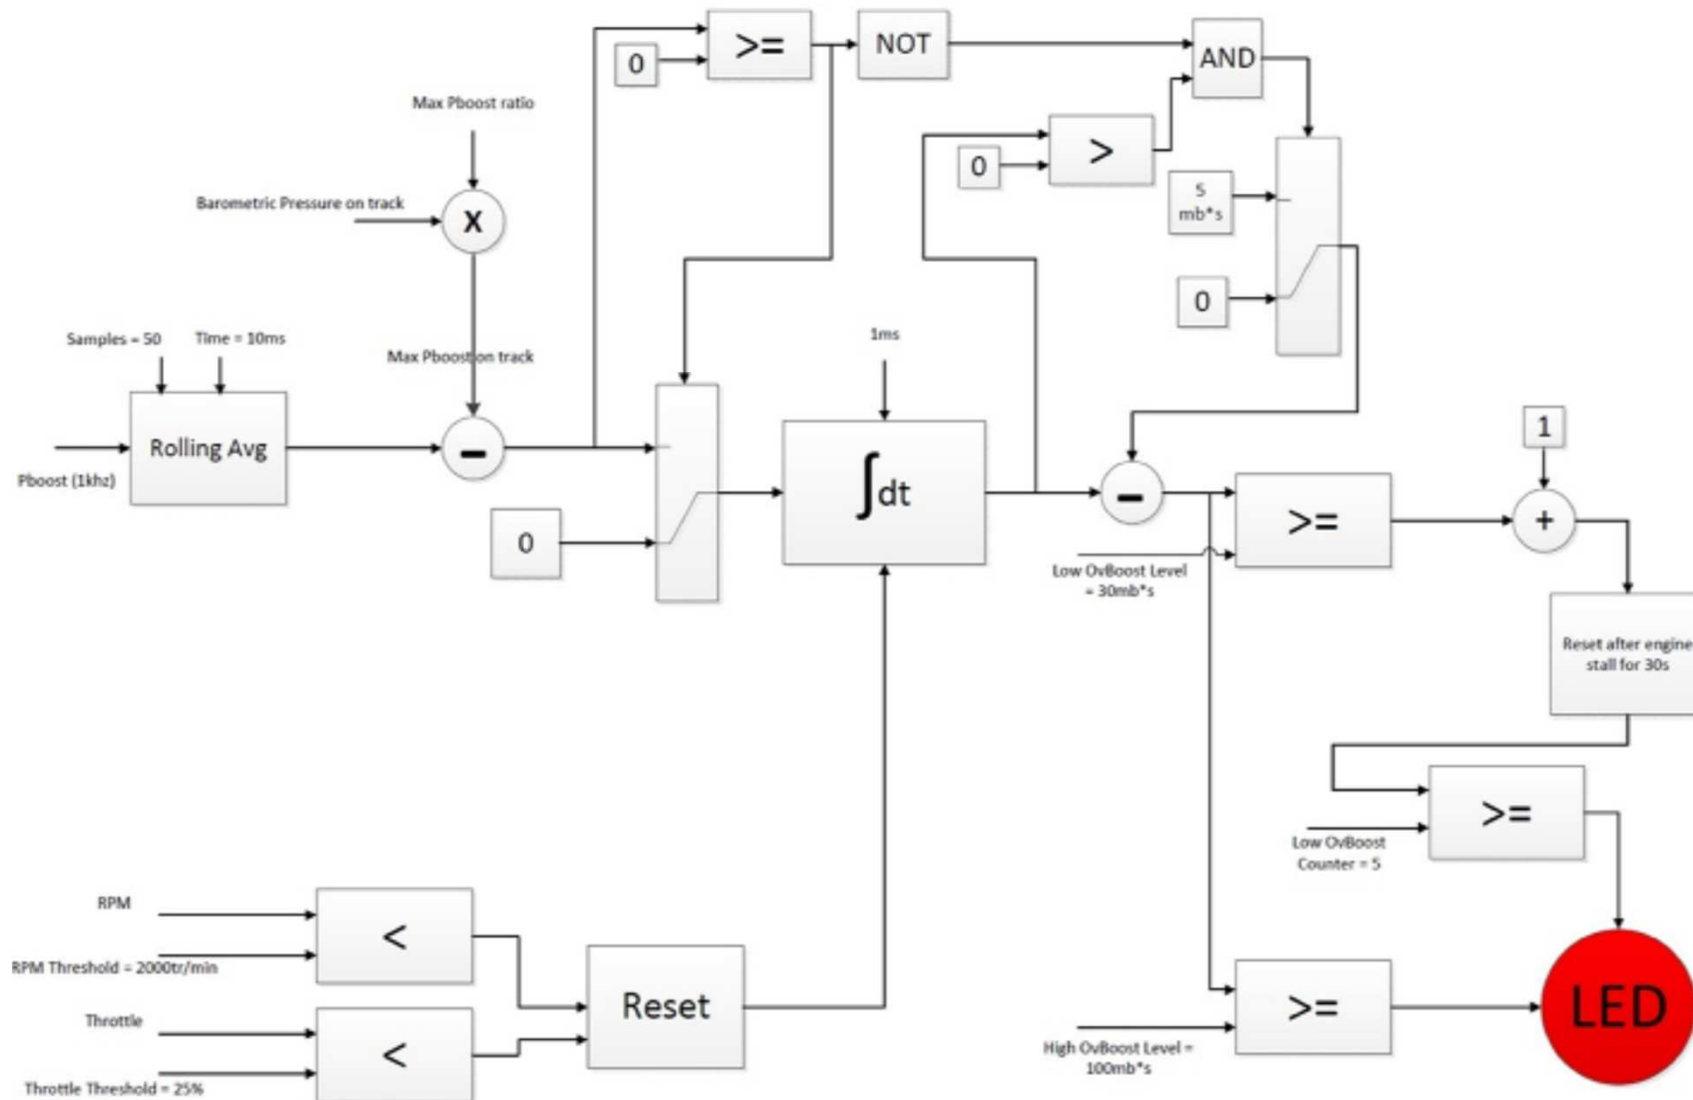 >=
NOT
AND
0
Max Pboost ratio
>
0
5
mb*s
Barometric Pressure on track
X
0
Samples = 50
Time = 10ms
1ms
Max Pboost on track
Rolling Avg
-
Pboost (1khz)
0
∫dt
-
1
>=
+
Low OvBoost Level
= 30mb*s
Reset after engine
stall for 30s
>=
Low OvBoost
Counter = 5
RPM
<
RPM Threshold = 2000tr/min
Reset
>=
LED
Throttle
<
High OvBoost Level =
100mb*s
Throttle Threshold = 25%